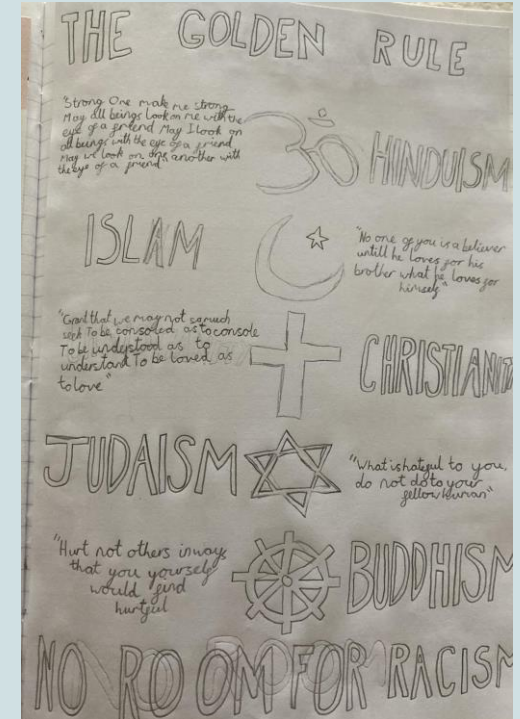 THE GOLDEN RULE
"Strong One make me strong
May all beings look on me with the
eye of a friend May I look on
all beings with the eye of a friend
May we look on one another with
the eye of a friend"
HINDUISM
ISLAM
"No one of you is a believer
untill he loves for his
brother what he loves for
himself"
"Grant that we may not so much
seek To be consoled as to console
To be understood as to
understand To be loved as
to love"
CHRISTIANITY
JUDAISM
"What is hateful to you,
do not do to your
fellow human"
"Hurt not others in ways
that you yourself
would find
hurtful
BUDDHISM
NO ROOM FOR RACISM